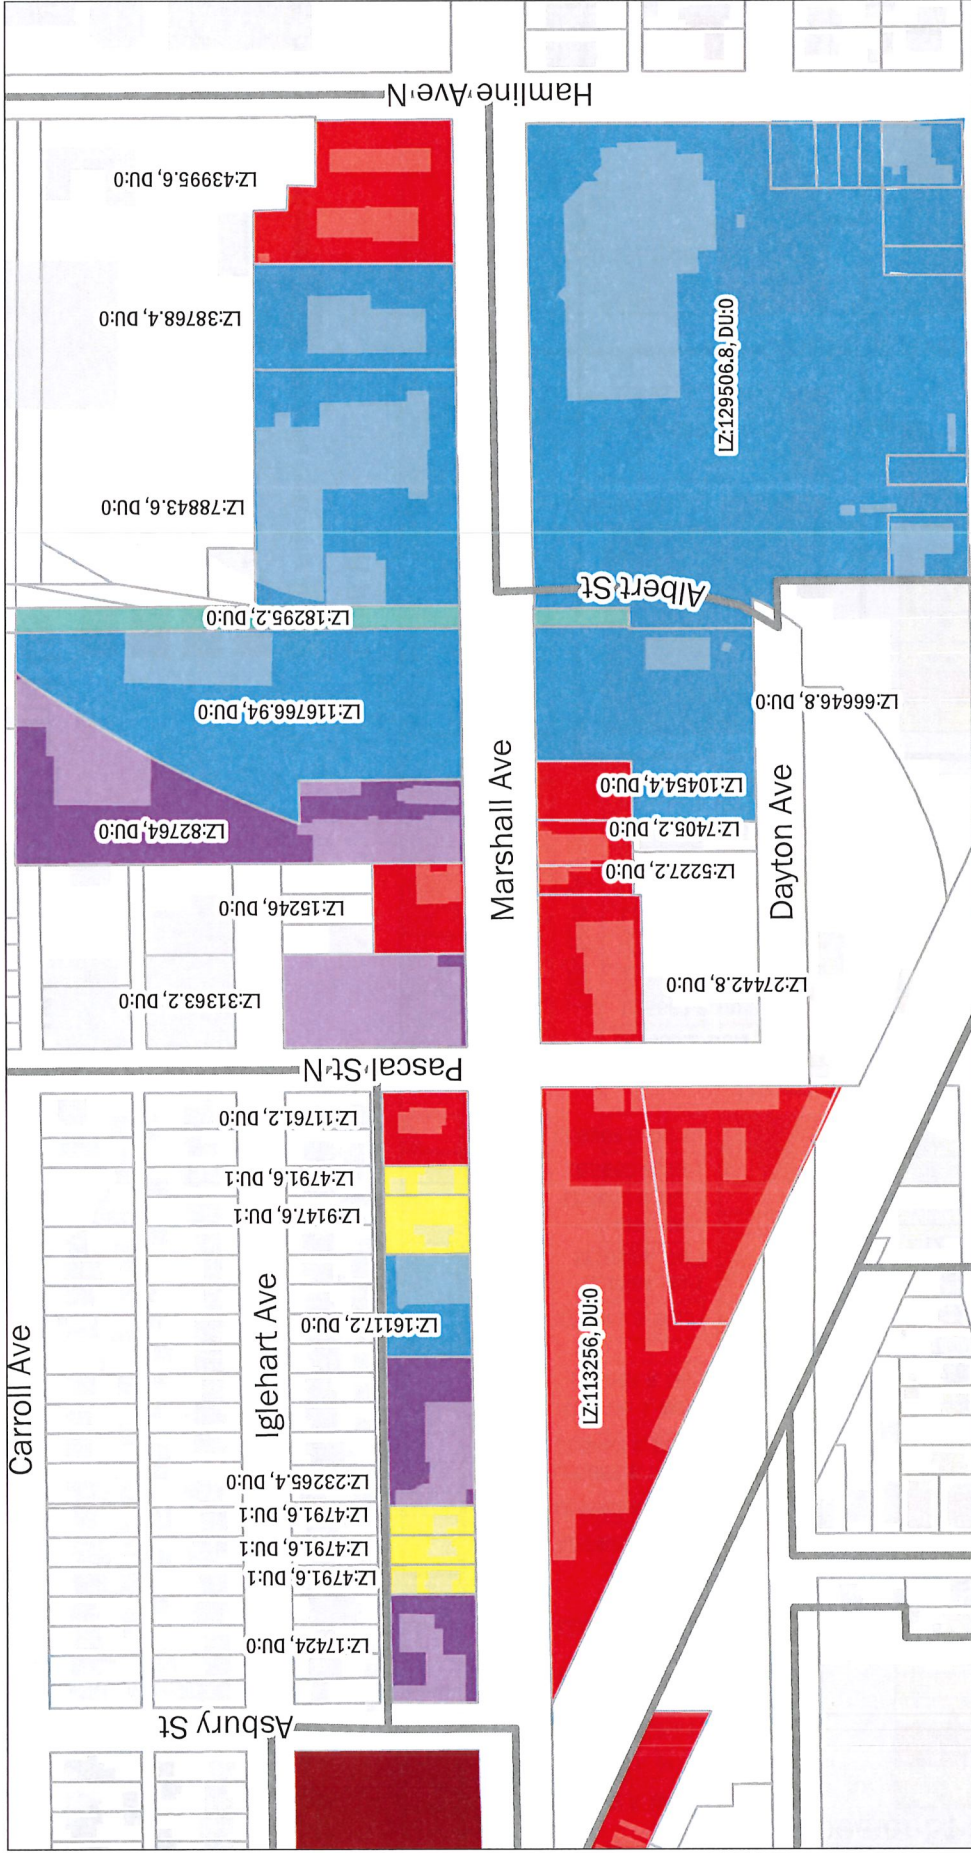 Hamline Ave N
LZ:43995.6, DU:0
LZ:38768.4, DU:0
LZ:129506.8, DU:0
LZ:78843.6, DU:0
Albert St
LZ:18295.2, DU:0
LZ:66646.8, DU:0
LZ:116766.94, DU:0
LZ:10454.4, DU:0
LZ:82764, DU:0
LZ:7405.2, DU:0
Marshall Ave
Dayton Ave
LZ:5227.2, DU:0
LZ:15246, DU:0
LZ:27442.8, DU:0
LZ:31363.2, DU:0
Pascal St N
LZ:11761.2, DU:0
LZ:4791.6, DU:1
LZ:9147.6, DU:1
LZ:16117.2, DU:0
Iglehart Ave
LZ:113256, DU:0
Carroll Ave
LZ:23265.4, DU:0
LZ:4791.6, DU:1
LZ:4791.6, DU:1
LZ:4791.6, DU:1
LZ:17424, DU:0
Asbury St